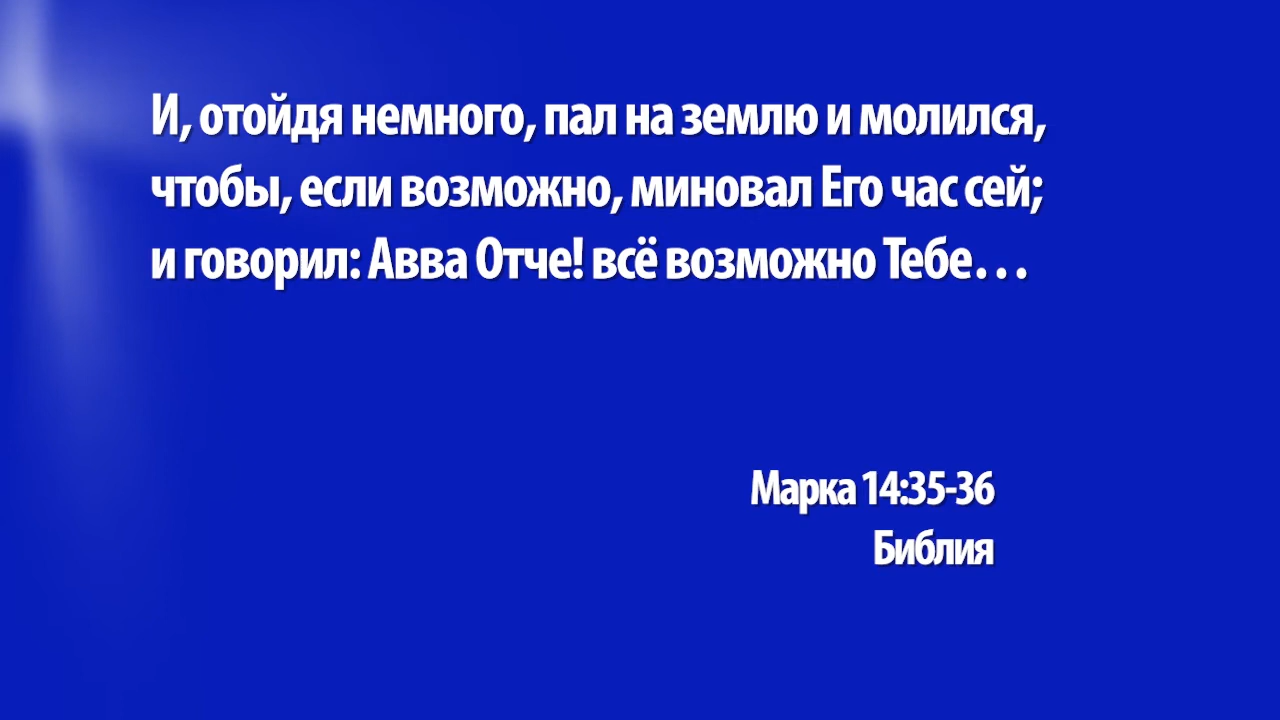 И, отойдя немного, пал на землю и молился,
чтобы, если возможно, миновал Его час сей;
и говорил: Авва Отче! всё возможно Тебе…
Марка 14:35-36
Библия